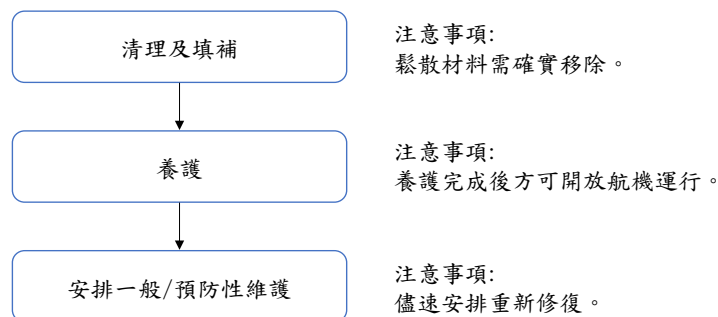 清理及填補
注意事項:
鬆散材料需確實移除。
養護
注意事項:
養護完成後方可開放航機運行。
安排一般/預防性維護
注意事項:
儘速安排重新修復。